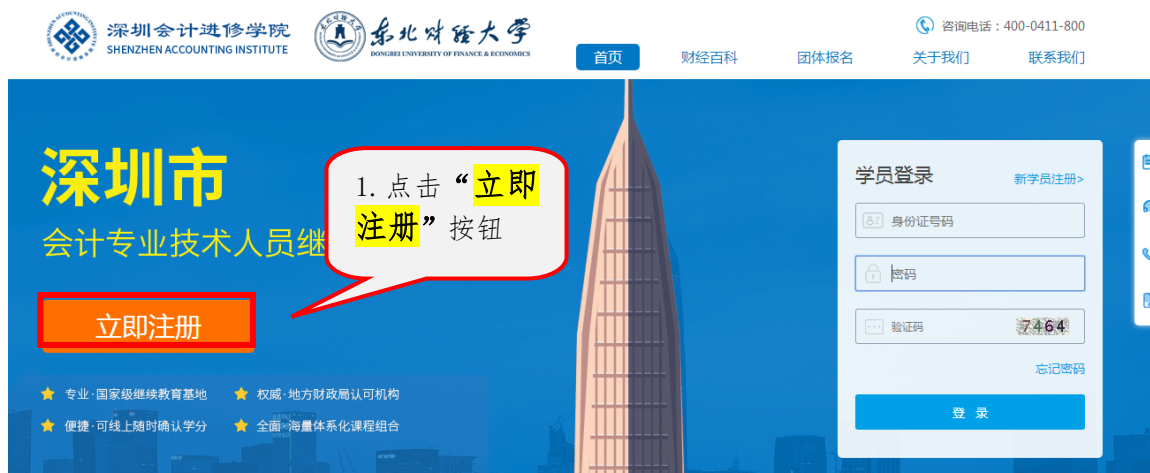 深圳会计进修学院
SHENZHEN ACCOUNTING INSTITUTE
东北财经大学
DONGBEI UNIVERSITY OF FINANCE & ECONOMICS
咨询电话：400-0411-800
首页 财经百科 团体报名 关于我们 联系我们
深圳市
会计专业技术人员继
1. 点击“立即
注册”按钮
立即注册
专业·国家级继续教育基地 权威·地方财政局认可机构
便捷·可线上随时确认学分 全面·海量体系化课程组合
学员登录 新学员注册>
身份证号码
密码
验证码 7464
忘记密码
登 录